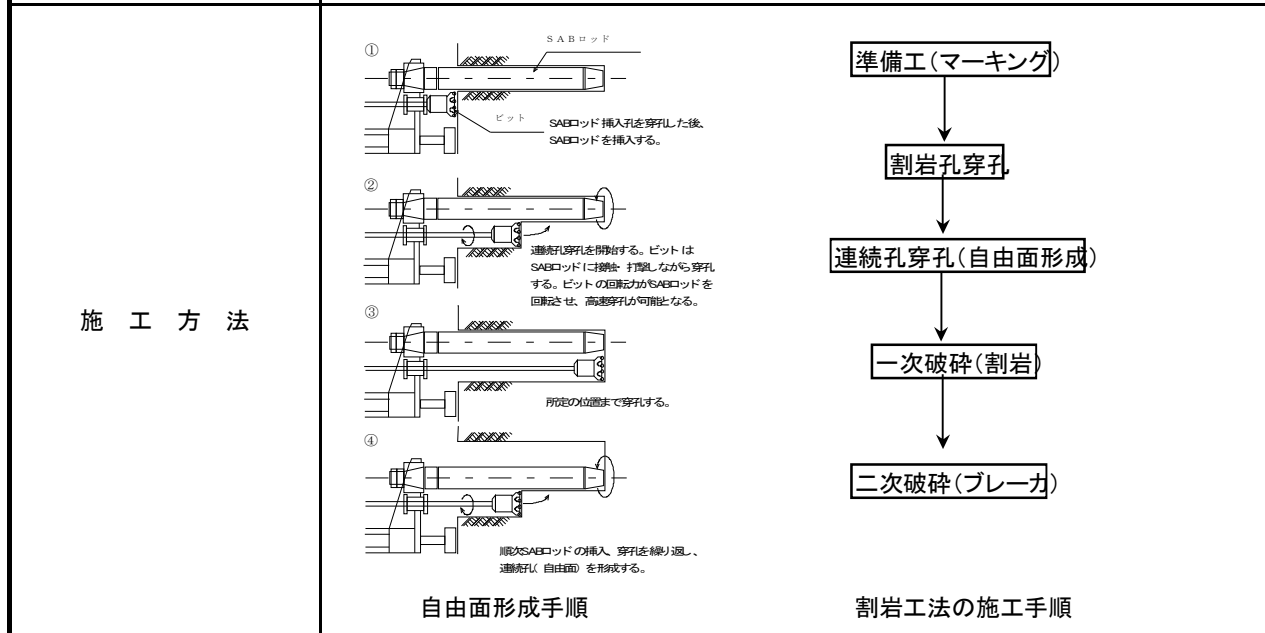 施工方法
①
SABロッド
ビット
SABロッド挿入孔を穿孔した後、
SABロッドを挿入する。
②
連続孔穿孔を開始する。ビットは
SABロッドに接触・打撃しながら穿孔
する。ビットの回転力がSABロッドを
回転させ、高速穿孔が可能となる。
③
所定の位置まで穿孔する。
④
順次SABロッドの挿入、穿孔を繰り返し、
連続孔(自由面)を形成する。
自由面形成手順
準備工(マーキング)
割岩孔穿孔
連続孔穿孔(自由面形成)
一次破砕(割岩)
二次破砕(ブレーカ)
割岩工法の施工手順